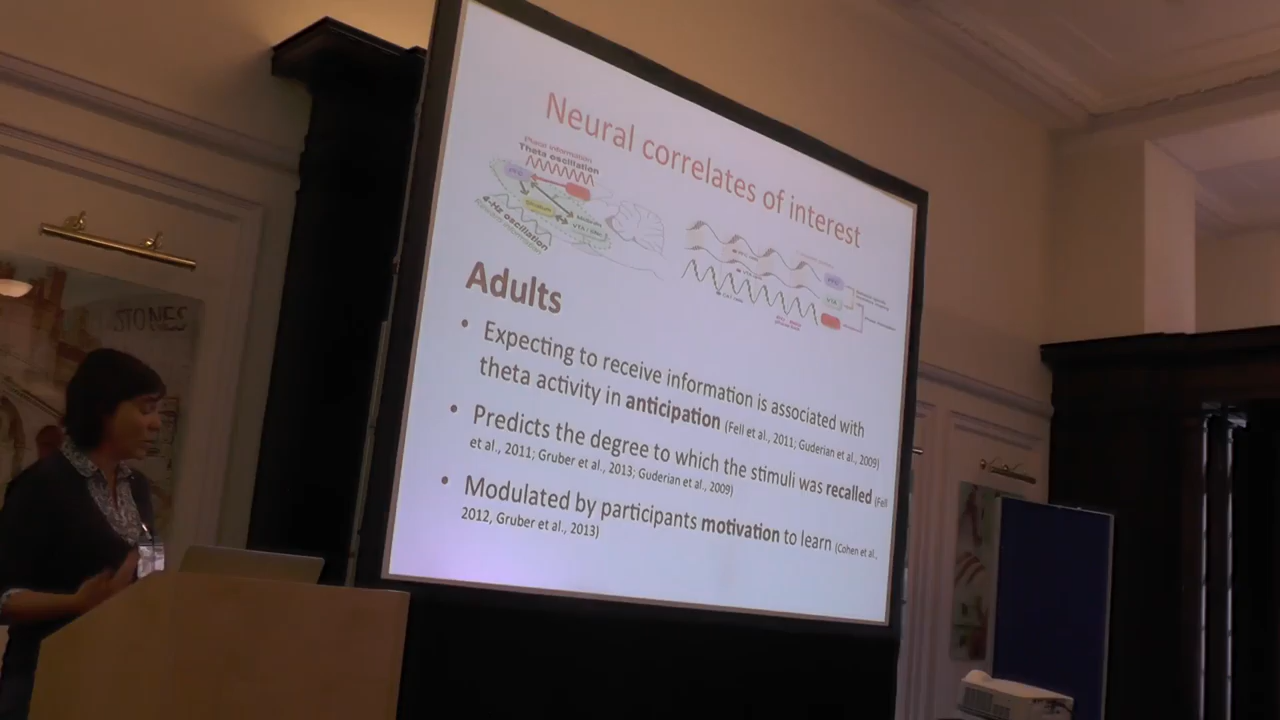 STONES
Neural correlates of interest
Theta oscillation
PFC
4-Hz oscillation
PFC
VTA
Adults
• Expecting to receive information is associated with
theta activity in anticipation (Fell et al., 2011; Guderian et al., 2009)
• Predicts the degree to which the stimuli was recalled (Fell
et al., 2011; Gruber et al., 2013; Guderian et al., 2009)
• Modulated by participants motivation to learn (Cohen et al.,
2012, Gruber et al., 2013)